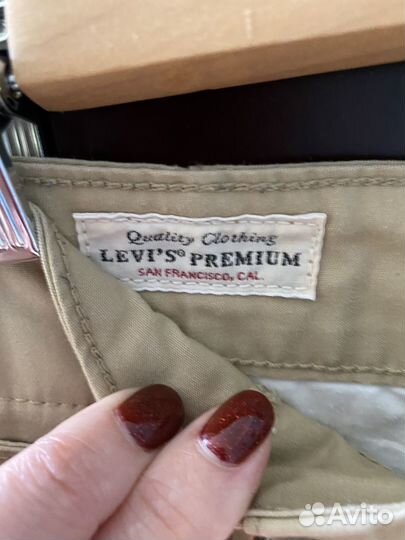 Quality Clothing
LEVI'S® PREMIUM
SAN FRANCISCO, CAL.
Avito